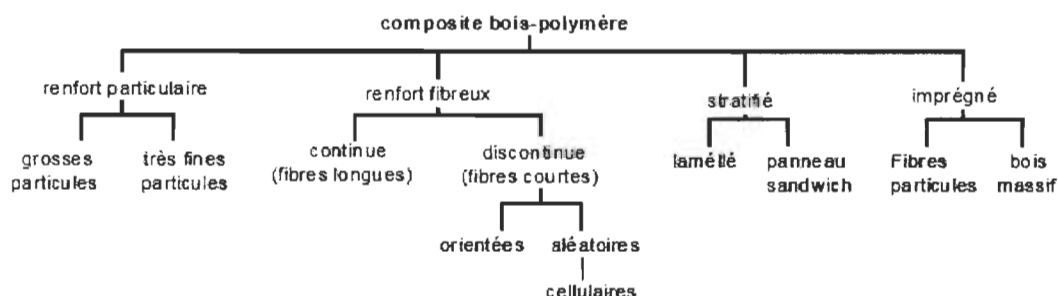 composite bois-polymère
renfort particulaire
renfort fibreux
stratifié
imprégné
grosses
particules
très fines
particules
continue
(fibres longues)
discontinue
(fibres courtes)
laméllé
panneau
sandwich
Fibres
particules
bois
massif
orientées
aléatoires
cellulaires